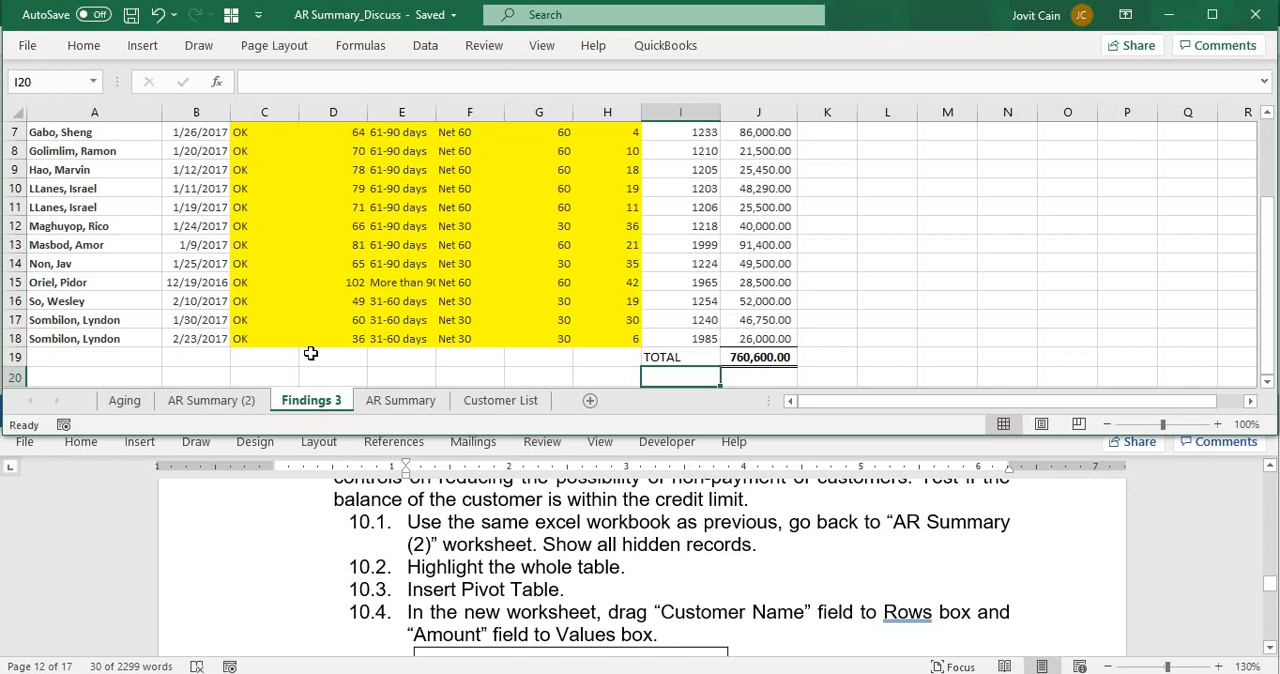 AutoSave Off AR Summary_Discuss - Saved Search Jovit Cain JC
File Home Insert Draw Page Layout Formulas Data Review View Help QuickBooks Share Comments
I20 fx
A B C D E F G H I J K L M N O P Q R
7 Gabo, Sheng 1/26/2017 OK 64 61-90 days Net 60 60 4 1233 86,000.00
8 Golimlim, Ramon 1/20/2017 OK 70 61-90 days Net 60 60 10 1210 21,500.00
9 Hao, Marvin 1/12/2017 OK 78 61-90 days Net 60 60 18 1205 25,450.00
10 LLanes, Israel 1/11/2017 OK 79 61-90 days Net 60 60 19 1203 48,290.00
11 LLanes, Israel 1/19/2017 OK 71 61-90 days Net 60 60 11 1206 25,500.00
12 Maghuyop, Rico 1/24/2017 OK 66 61-90 days Net 30 30 36 1218 40,000.00
13 Masbod, Amor 1/9/2017 OK 81 61-90 days Net 60 60 21 1999 91,400.00
14 Non, Jav 1/25/2017 OK 65 61-90 days Net 30 30 35 1224 49,500.00
15 Oriel, Pidor 12/19/2016 OK 102 More than 90 Net 60 60 42 1965 28,500.00
16 So, Wesley 2/10/2017 OK 49 31-60 days Net 30 30 19 1254 52,000.00
17 Sombilon, Lyndon 1/30/2017 OK 60 31-60 days Net 30 30 30 1240 46,750.00
18 Sombilon, Lyndon 2/23/2017 OK 36 31-60 days Net 30 30 6 1985 26,000.00
19 TOTAL 760,600.00
20
Aging AR Summary (2) Findings 3 AR Summary Customer List
Ready 100%
File Home Insert Draw Design Layout References Mailings Review View Developer Help Share Comments
1 1 2 3 4 5 6 7
controls on reducing the possibility of non-payment of customers. Test if the
balance of the customer is within the credit limit.
10.1. Use the same excel workbook as previous, go back to “AR Summary
(2)” worksheet. Show all hidden records.
10.2. Highlight the whole table.
10.3. Insert Pivot Table.
10.4. In the new worksheet, drag “Customer Name” field to Rows box and
“Amount” field to Values box.
Page 12 of 17 30 of 2299 words Focus 130%